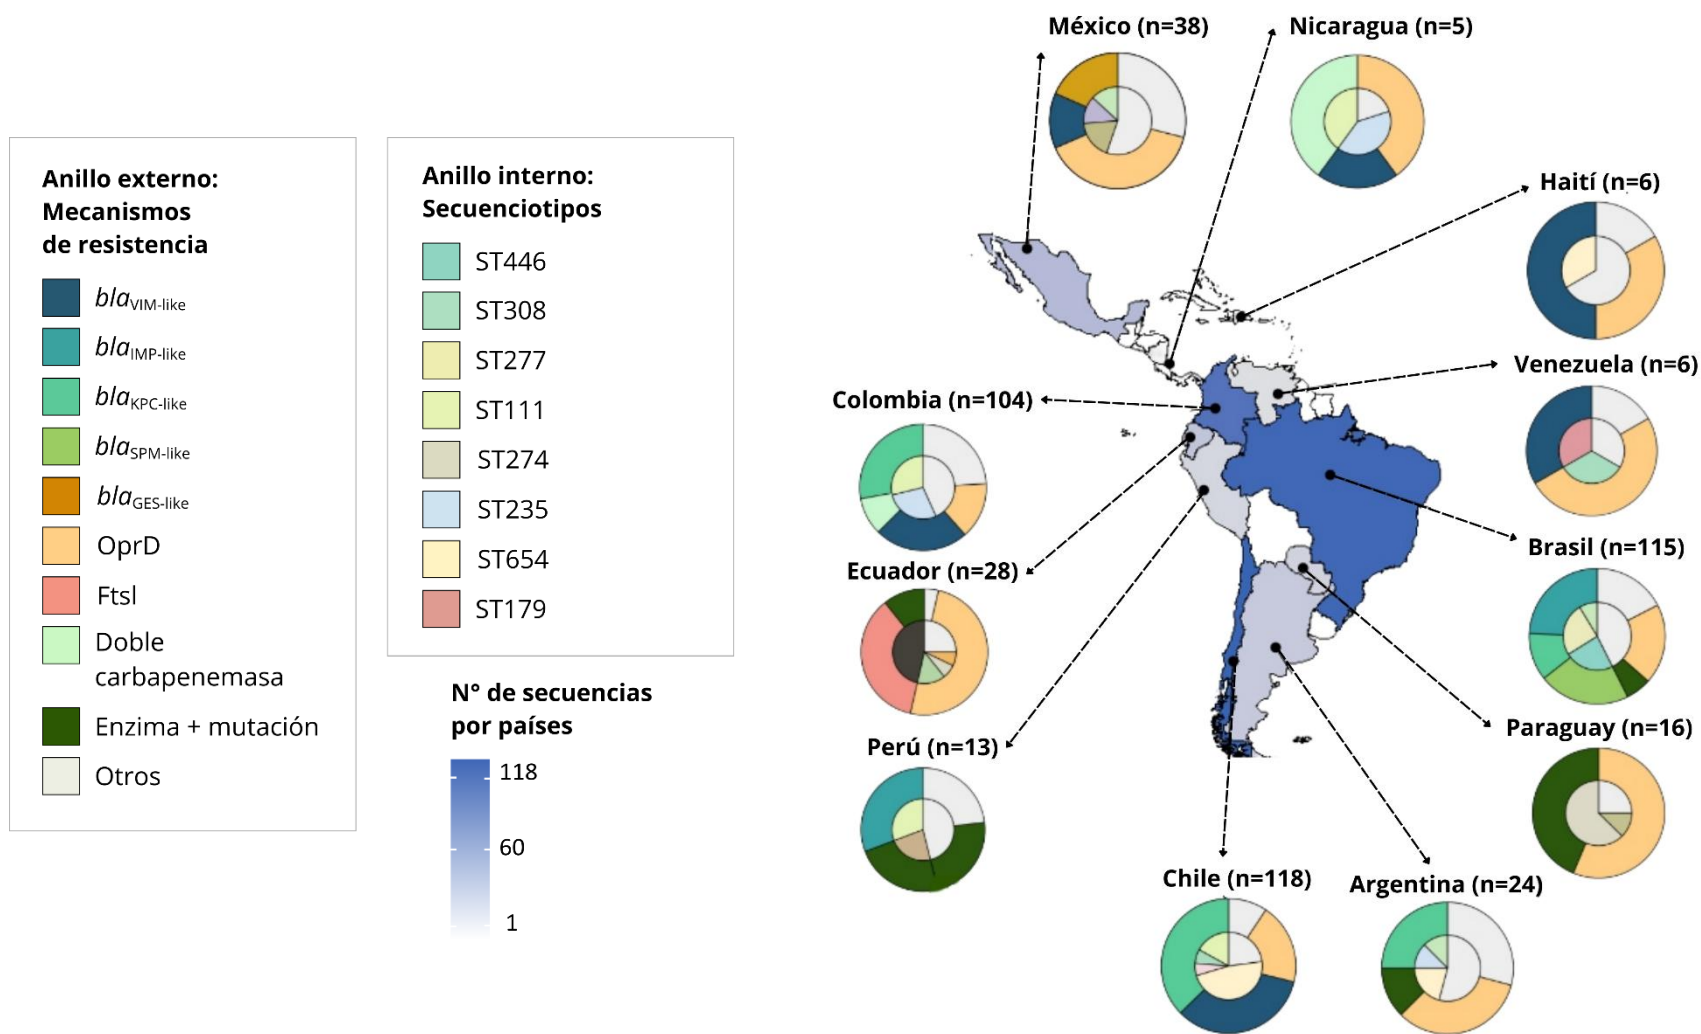 Anillo externo:
Mecanismos
de resistencia
blaVIM-like
blaIMP-like
blaKPC-like
blaSPM-like
blaGES-like
OprD
FtsI
Doble
carbapenemasa
Enzima + mutación
Otros
Anillo interno:
Secuenciotipos
ST446
ST308
ST277
ST111
ST274
ST235
ST654
ST179
N° de secuencias
por países
118
60
1
México (n=38)
Nicaragua (n=5)
Haití (n=6)
Venezuela (n=6)
Colombia (n=104)
Brasil (n=115)
Ecuador (n=28)
Paraguay (n=16)
Perú (n=13)
Chile (n=118)
Argentina (n=24)